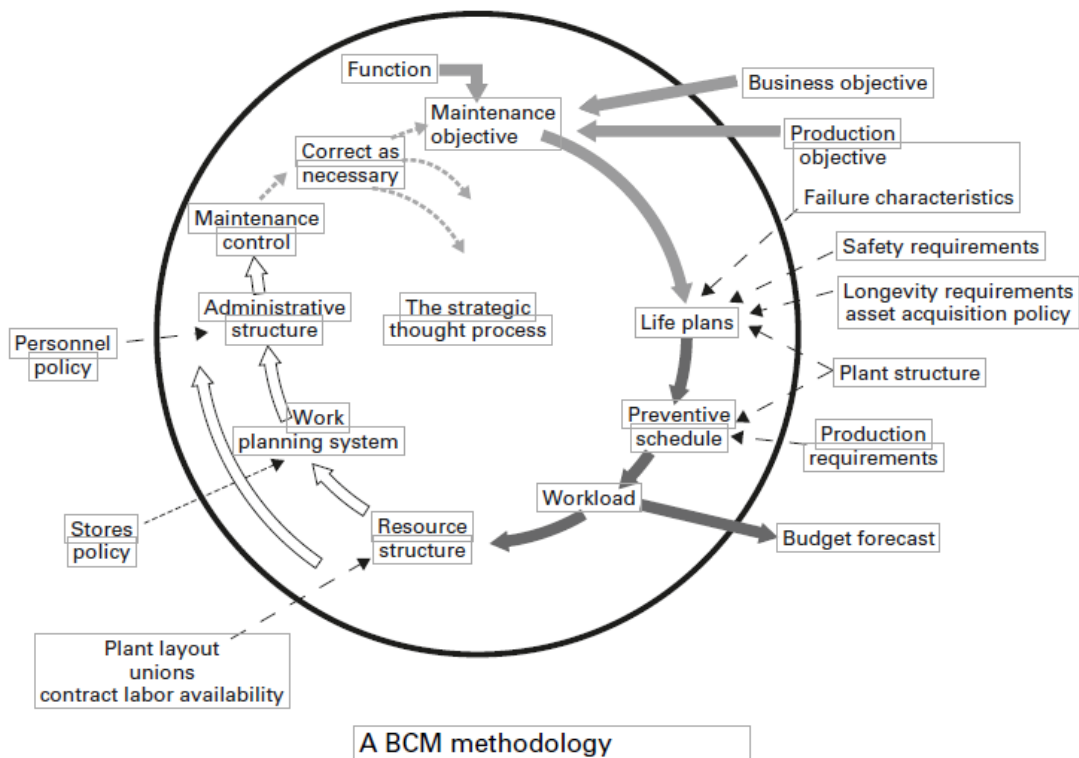 Function
Maintenance
objective
Business objective
Production
objective
Failure characteristics
Correct as
necessary
Maintenance
control
Safety requirements
Administrative
structure
The strategic
thought process
Life plans
Longevity requirements
asset acquisition policy
Personnel
policy
Plant structure
Work
planning system
Preventive
schedule
Production
requirements
Workload
Stores
policy
Resource
structure
Budget forecast
Plant layout
unions
contract labor availability
A BCM methodology